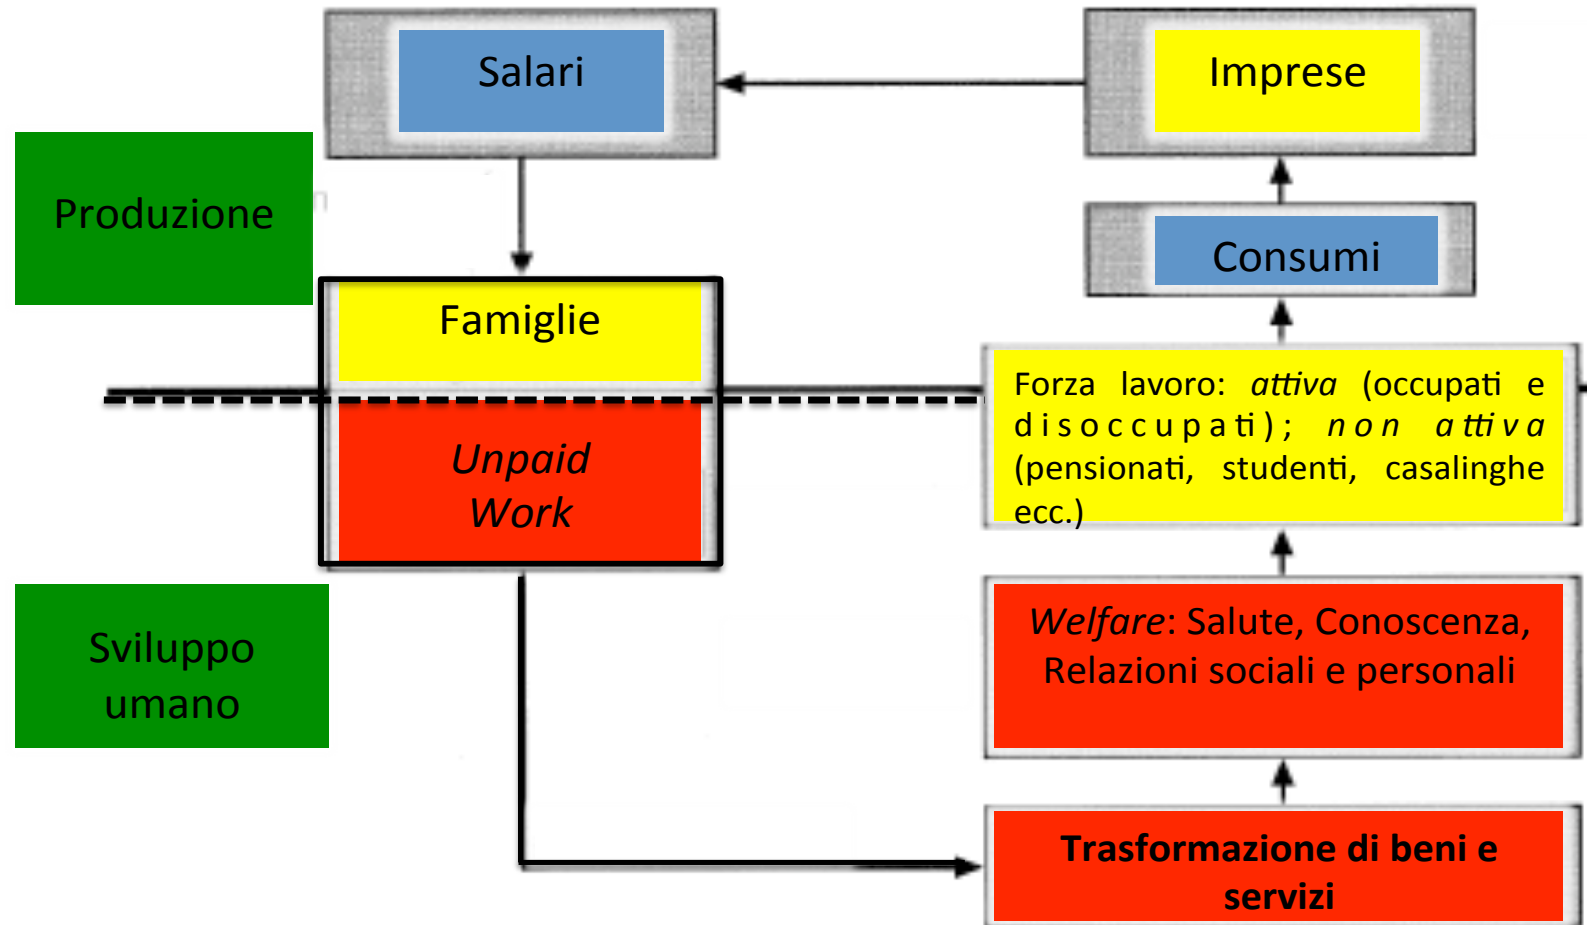 Salari
Imprese
Produzione
Consumi
Famiglie
Forza lavoro: attiva (occupati e
disoccupati); non attiva
(pensionati, studenti, casalinghe
ecc.)
Unpaid
Work
Sviluppo
umano
Welfare: Salute, Conoscenza,
Relazioni sociali e personali
Trasformazione di beni e
servizi